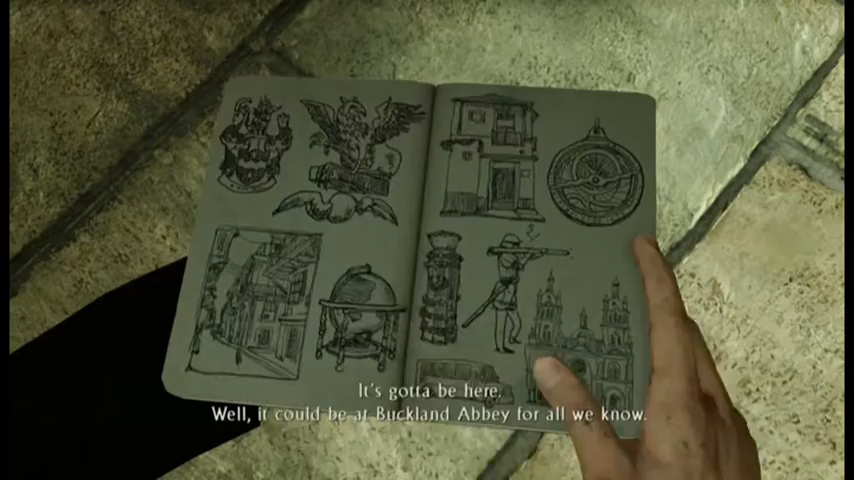 It's gotta be here.
Well, it could be at Buckland Abbey for all we know.